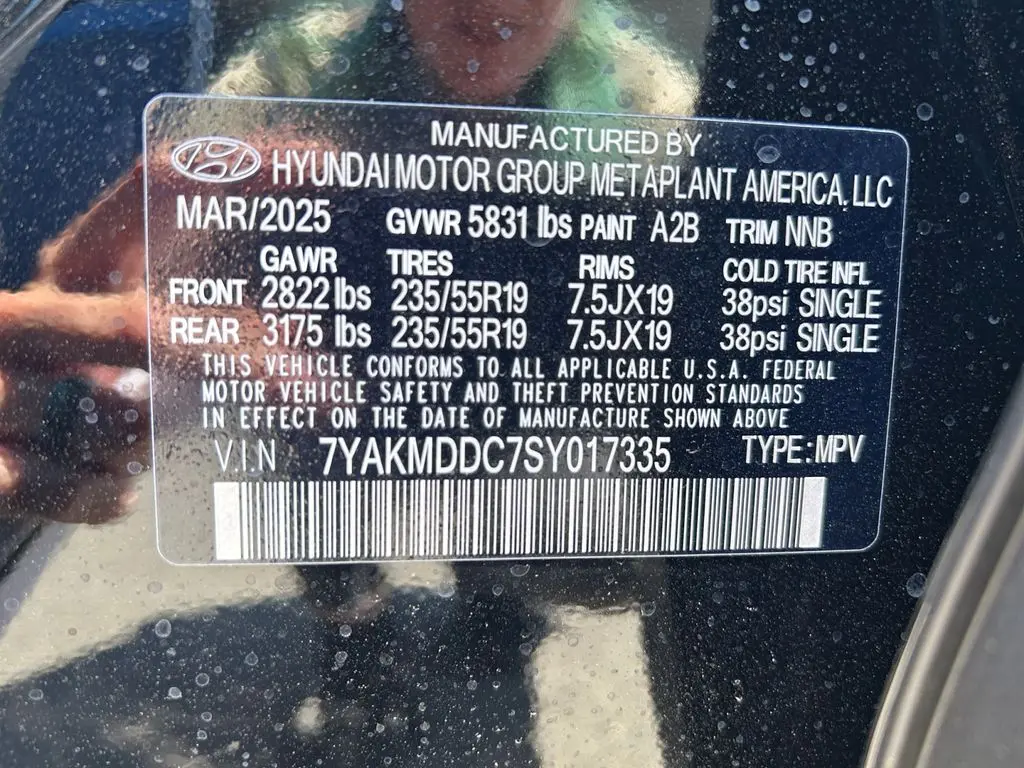 MANUFACTURED BY
HYUNDAI MOTOR GROUP METAPLANT AMERICA, LLC
MAR/2025 GVWR 5831 lbs PAINT A2B TRIM NNB
GAWR TIRES RIMS COLD TIRE INFL
FRONT 2822 lbs 235/55R19 7.5JX19 38psi SINGLE
REAR 3175 lbs 235/55R19 7.5JX19 38psi SINGLE
THIS VEHICLE CONFORMS TO ALL APPLICABLE U.S.A. FEDERAL
MOTOR VEHICLE SAFETY AND THEFT PREVENTION STANDARDS
IN EFFECT ON THE DATE OF MANUFACTURE SHOWN ABOVE
V.I.N 7YAKMDDC7SY017335 TYPE:MPV